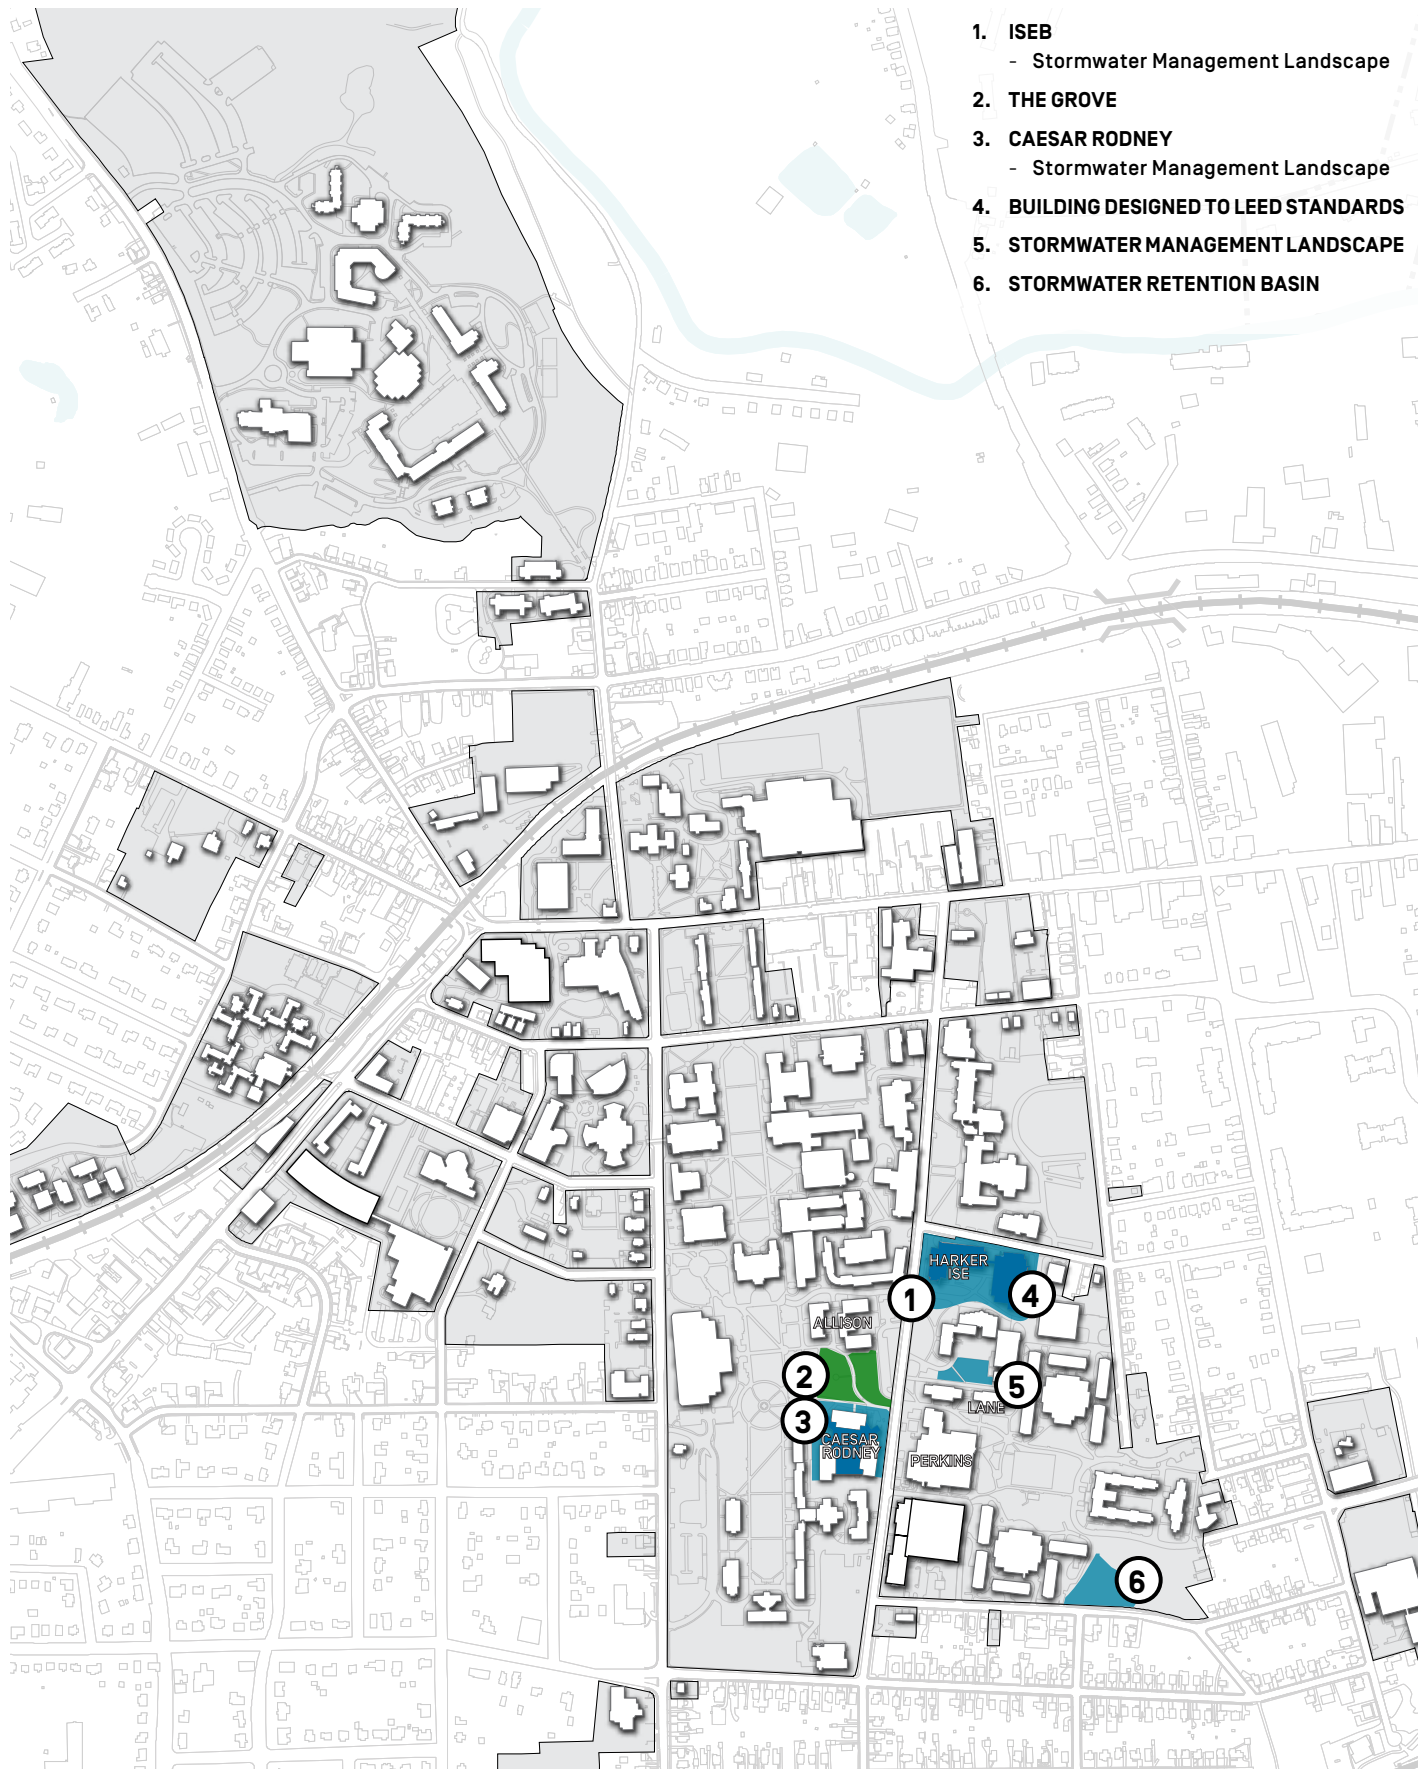 1. ISEB
- Stormwater Management Landscape
2. THE GROVE
3. CAESAR RODNEY
- Stormwater Management Landscape
4. BUILDING DESIGNED TO LEED STANDARDS
5. STORMWATER MANAGEMENT LANDSCAPE
6. STORMWATER RETENTION BASIN
HARKER
ISE
1
4
ALLISON
2
5
LANE
3
CAESAR
RODNEY
PERKINS
6